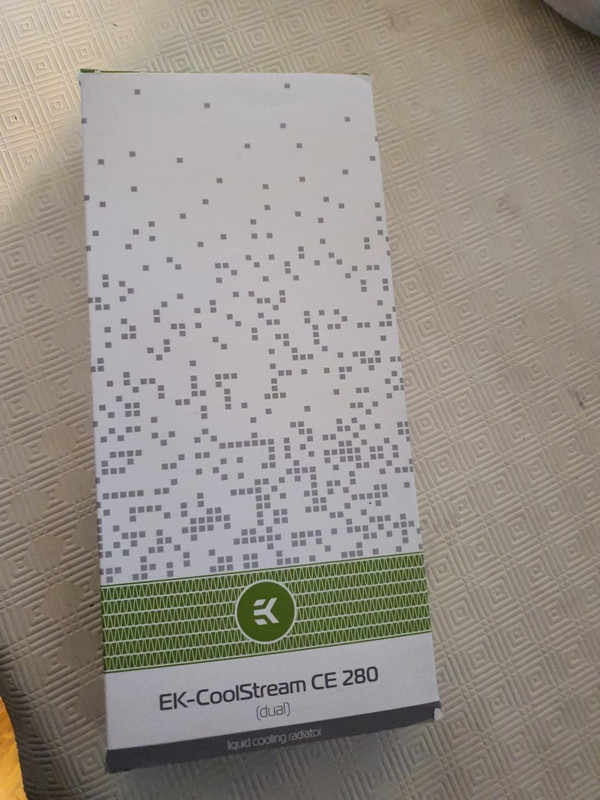 EK
EK-CoolStream CE 280
(dual)
liquid cooling radiator